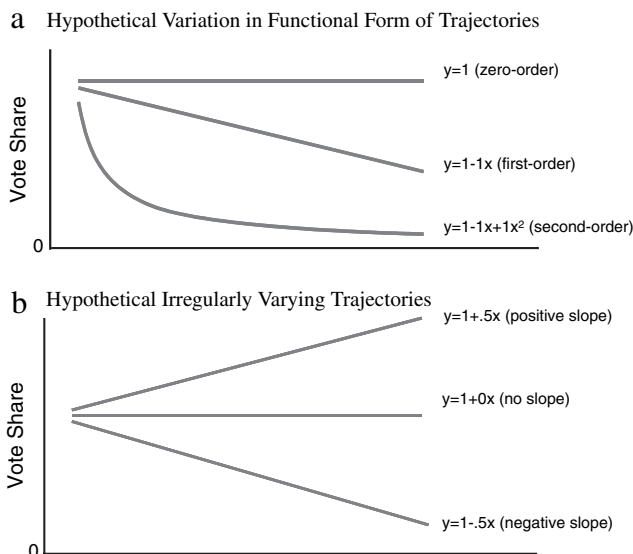 a Hypothetical Variation in Functional Form of Trajectories
y=1 (zero-order)
Vote Share
y=1-1x (first-order)
y=1-1x+1x² (second-order)
0
b Hypothetical Irregularly Varying Trajectories
y=1+.5x (positive slope)
y=1+0x (no slope)
Vote Share
y=1-.5x (negative slope)
0